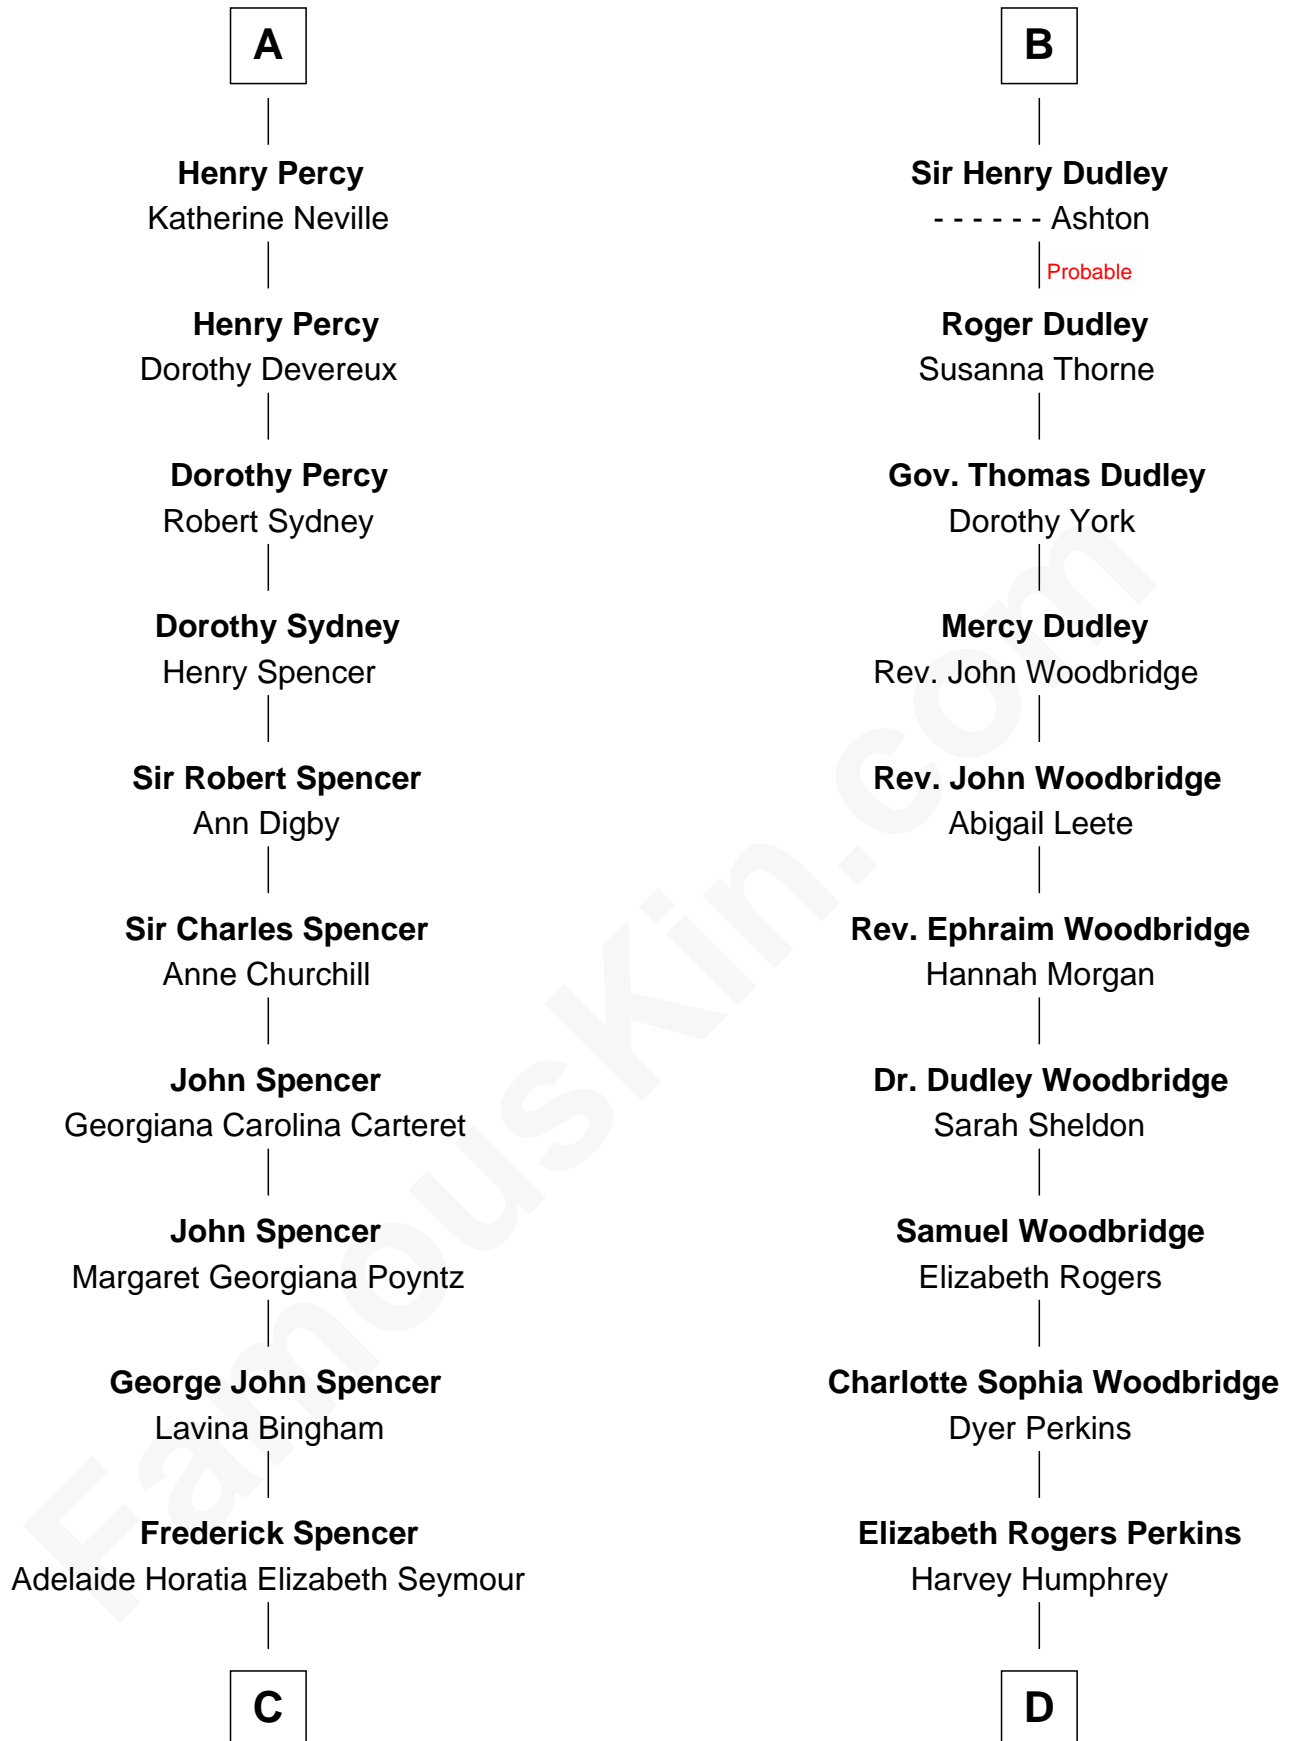 A
Henry Percy
Katherine Neville
Henry Percy
Dorothy Devereux
Dorothy Percy
Robert Sydney
Dorothy Sydney
Henry Spencer
Sir Robert Spencer
Ann Digby
Sir Charles Spencer
Anne Churchill
John Spencer
Georgiana Carolina Carteret
John Spencer
Margaret Georgiana Poyntz
George John Spencer
Lavina Bingham
Frederick Spencer
Adelaide Horatia Elizabeth Seymour
C
B
Sir Henry Dudley
- - - - - - Ashton
Probable
Roger Dudley
Susanna Thorne
Gov. Thomas Dudley
Dorothy York
Mercy Dudley
Rev. John Woodbridge
Rev. John Woodbridge
Abigail Leete
Rev. Ephraim Woodbridge
Hannah Morgan
Dr. Dudley Woodbridge
Sarah Sheldon
Samuel Woodbridge
Elizabeth Rogers
Charlotte Sophia Woodbridge
Dyer Perkins
Elizabeth Rogers Perkins
Harvey Humphrey
D
FamousKin.com